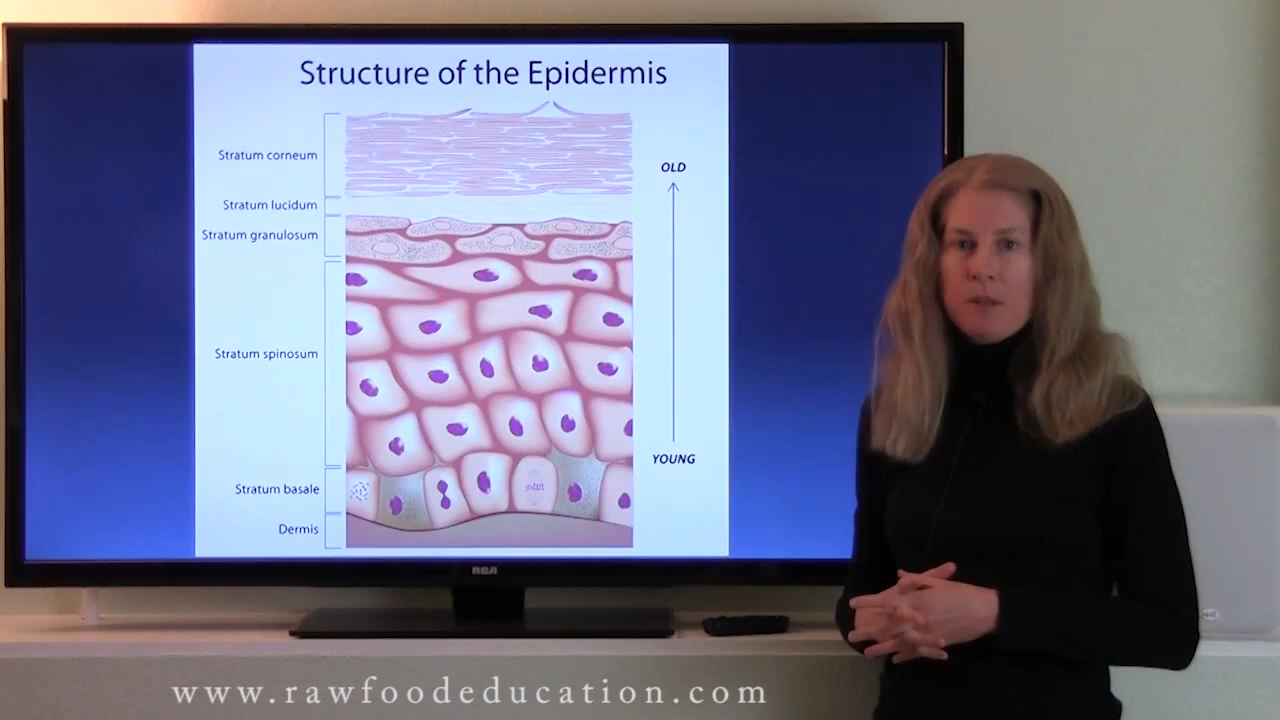 Structure of the Epidermis
Stratum corneum
Stratum lucidum
Stratum granulosum
Stratum spinosum
Stratum basale
Dermis
OLD
YOUNG
RCA
www.rawfoodeducation.com